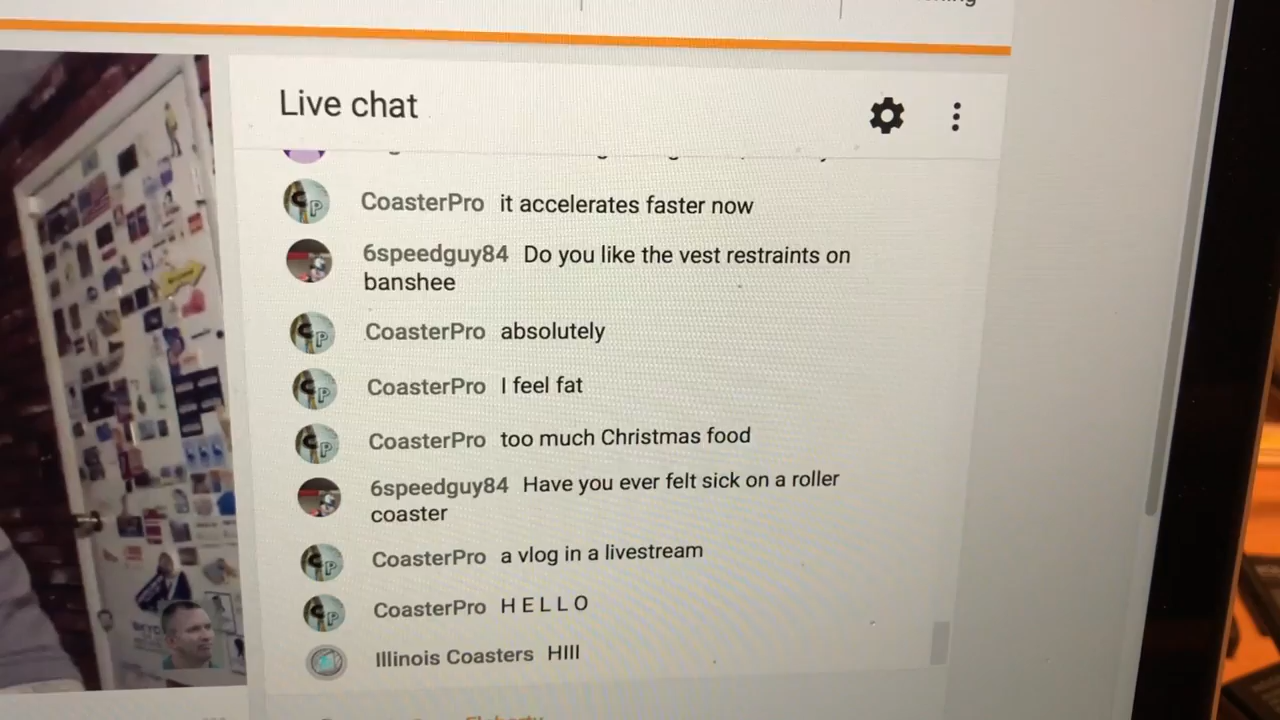 Live chat
CoasterPro it accelerates faster now
6speedguy84 Do you like the vest restraints on
banshee
CoasterPro absolutely
CoasterPro I feel fat
CoasterPro too much Christmas food
6speedguy84 Have you ever felt sick on a roller
coaster
CoasterPro a vlog in a livestream
CoasterPro H E L L O
Illinois Coasters HIII